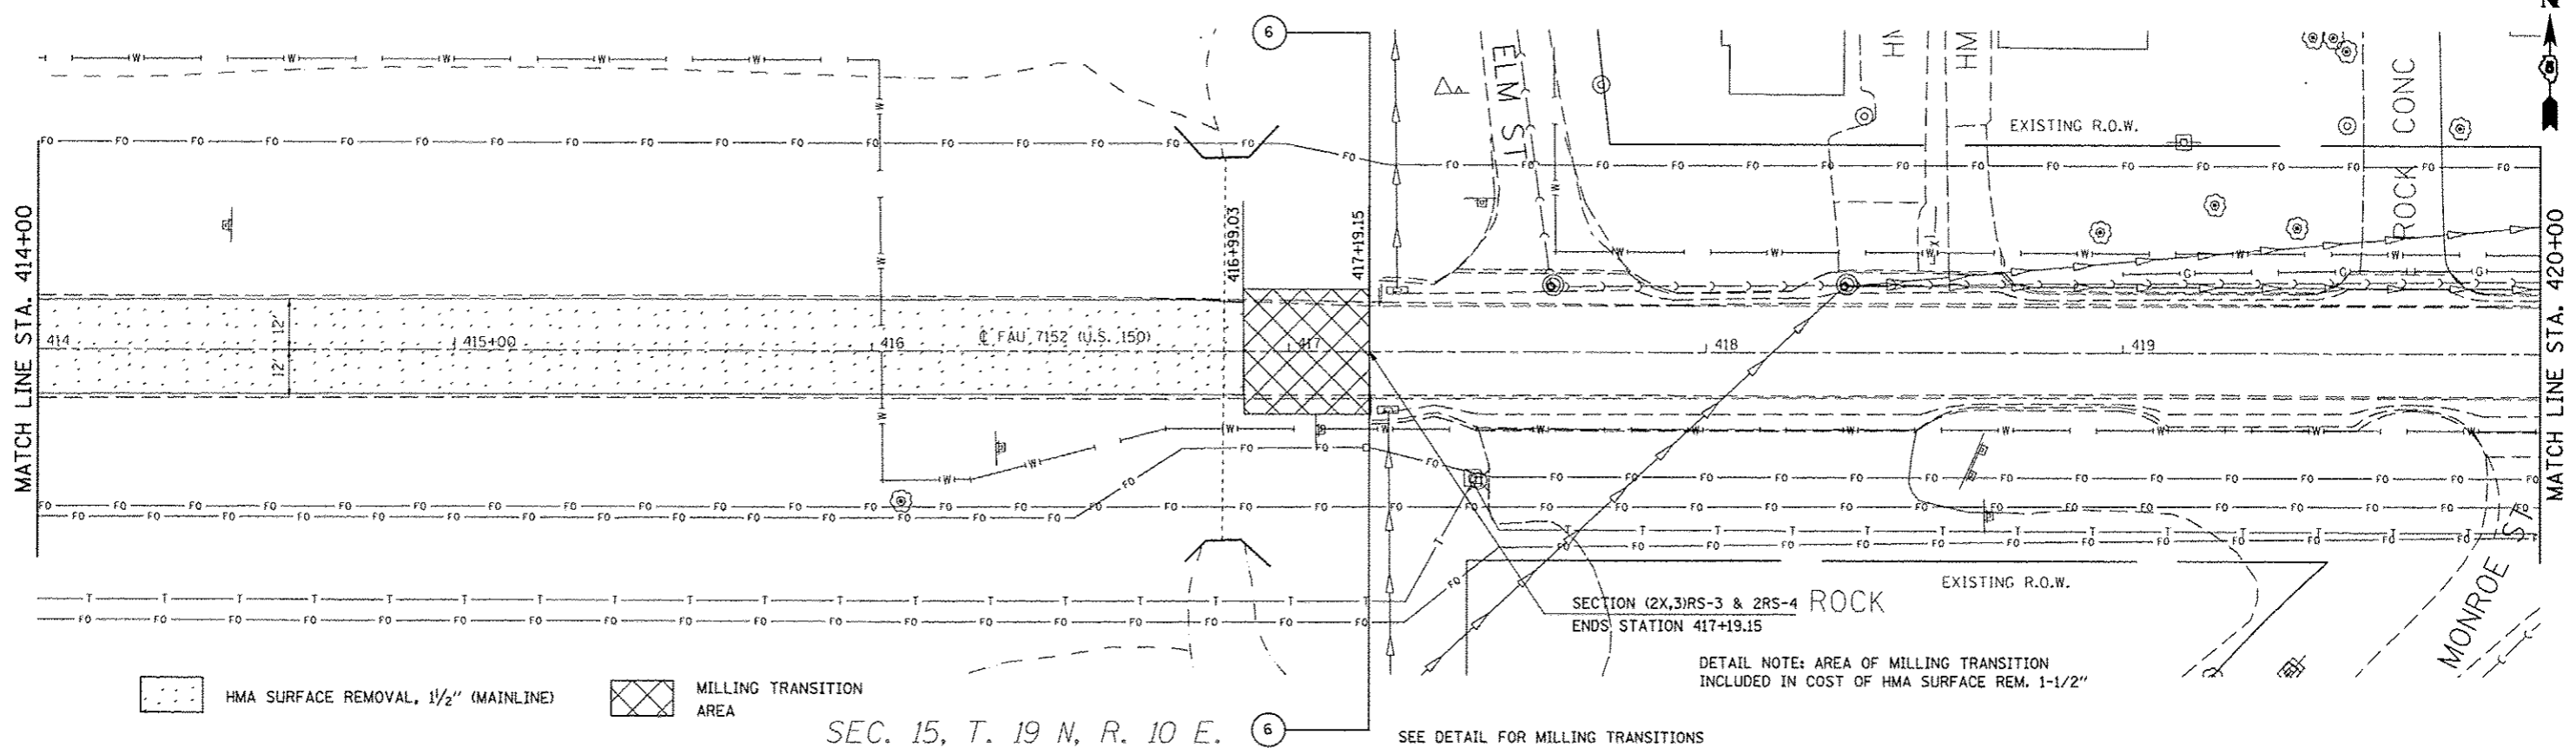 N
6
ELM ST
HM
HM
ROCK CONC
EXISTING R.O.W.
MATCH LINE STA. 414+00
416+99.03
417+19.15
MATCH LINE STA. 420+00
12' 12'
414
415+00
416
℄ FAU 7152 (U.S. 150)
417
418
419
SECTION (2X,3)RS-3 & 2RS-4
ENDS STATION 417+19.15
ROCK
EXISTING R.O.W.
MONROE ST
HMA SURFACE REMOVAL, 1½" (MAINLINE)
MILLING TRANSITION
AREA
DETAIL NOTE: AREA OF MILLING TRANSITION
INCLUDED IN COST OF HMA SURFACE REM. 1-1/2"
SEC. 15, T. 19 N, R. 10 E.
6
SEE DETAIL FOR MILLING TRANSITIONS